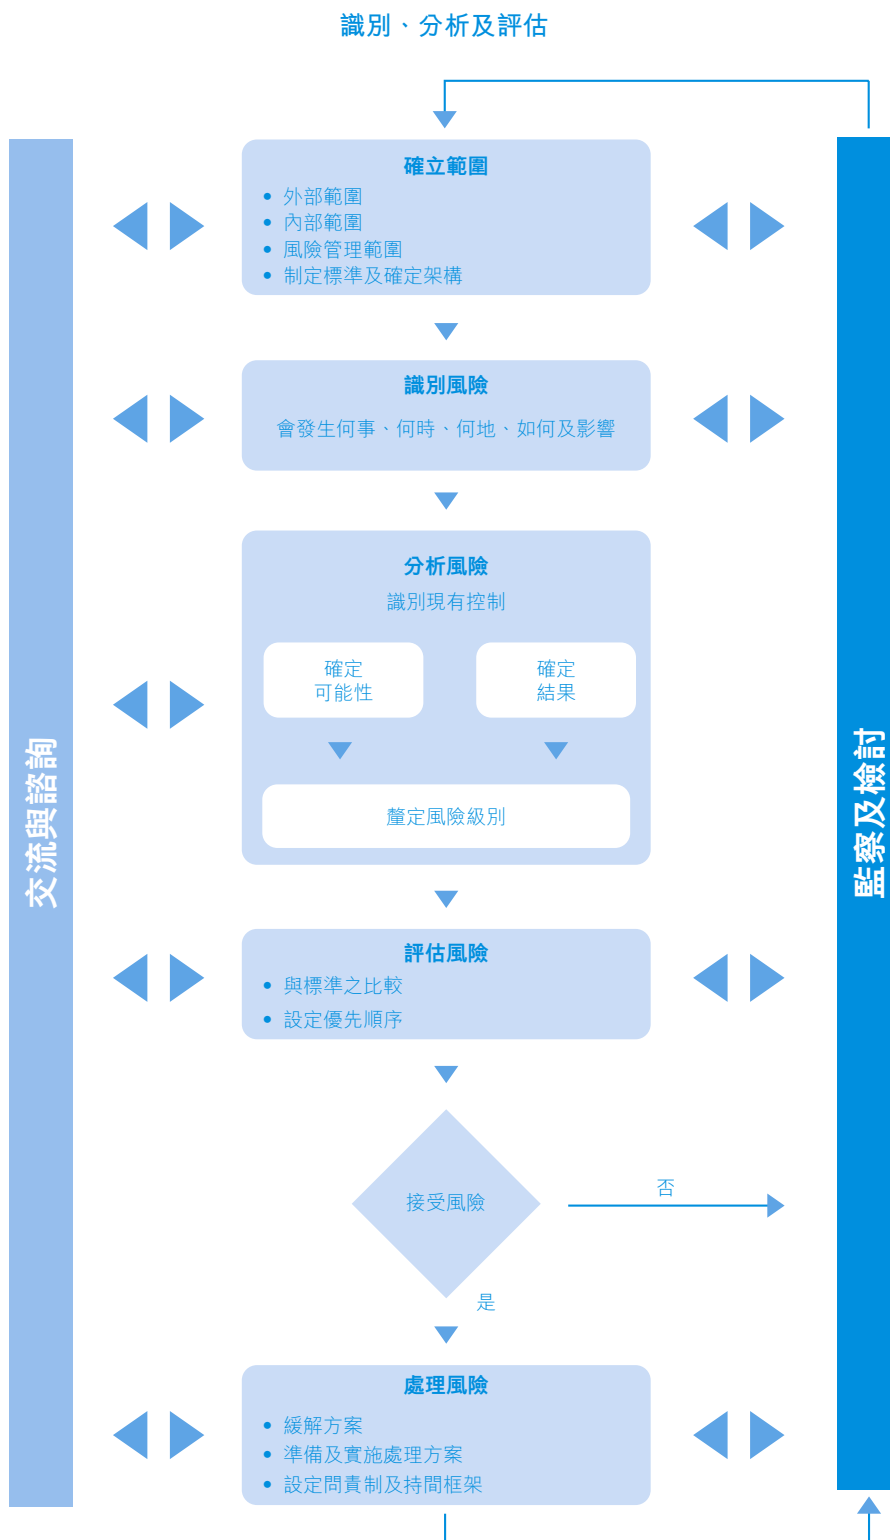 識別、分析及評估
確立範圍
• 外部範圍
• 內部範圍
• 風險管理範圍
• 制定標準及確定架構
識別風險
會發生何事、何時、何地、如何及影響
分析風險
識別現有控制
確定
可能性
確定
結果
釐定風險級別
交流與諮詢
監察及檢討
評估風險
• 與標準之比較
• 設定優先順序
接受風險
否
是
處理風險
• 緩解方案
• 準備及實施處理方案
• 設定問責制及持間框架